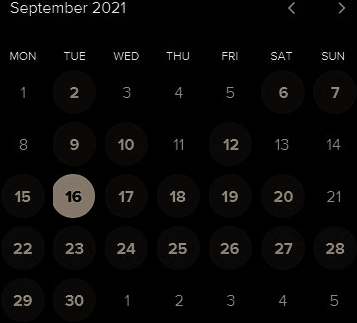 September 2021
MON TUE WED THU FRI SAT SUN
1 2 3 4 5 6 7
8 9 10 11 12 13 14
15 16 17 18 19 20 21
22 23 24 25 26 27 28
29 30 1 2 3 4 5